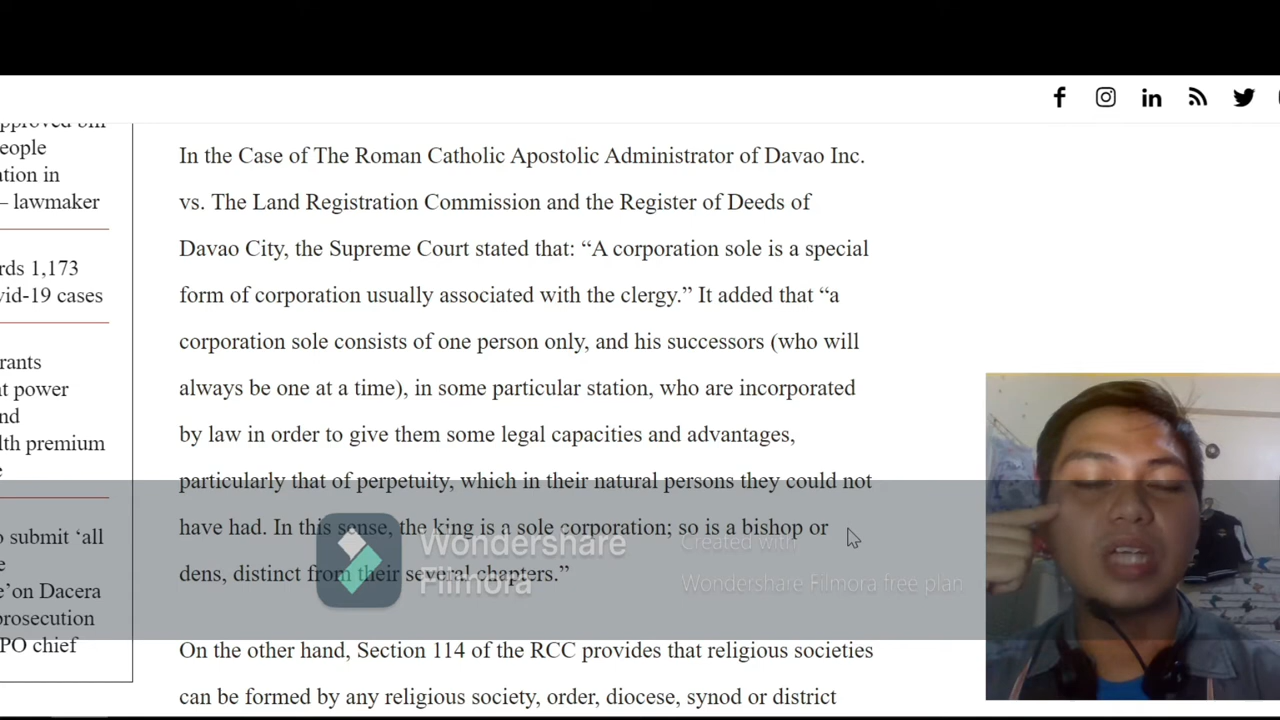 approved bill
eople
ation in
– lawmaker
rds 1,173
vid-19 cases
rants
nt power
nd
lth premium
e
o submit ‘all
e
e’on Dacera
prosecution
PO chief
In the Case of The Roman Catholic Apostolic Administrator of Davao Inc.
vs. The Land Registration Commission and the Register of Deeds of
Davao City, the Supreme Court stated that: “A corporation sole is a special
form of corporation usually associated with the clergy.” It added that “a
corporation sole consists of one person only, and his successors (who will
always be one at a time), in some particular station, who are incorporated
by law in order to give them some legal capacities and advantages,
particularly that of perpetuity, which in their natural persons they could not
have had. In this sense, the king is a sole corporation; so is a bishop or
dens, distinct from their several chapters.”
On the other hand, Section 114 of the RCC provides that religious societies
can be formed by any religious society, order, diocese, synod or district
Wondershare
Filmora
Created with
Wondershare Filmora free plan